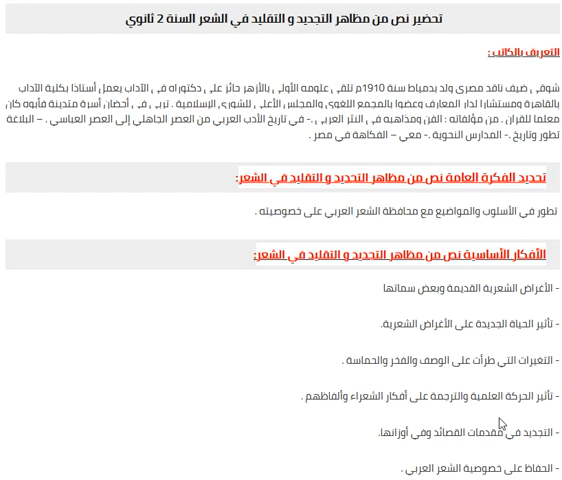 تحضير نص من مظاهر التجديد و التقليد في الشعر السنة 2 ثانوي
التعريف بالكاتب :
شوقي ضيف ناقد مصري ولد بدمياط سنة 1910م تلقى علومه الأولى بالأزهر حائز على دكتوراه في الآداب يعمل أستاذا بكلية الآداب
بالقاهرة ومستشارا لدار المعارف وعضوا بالمجمع اللغوي والمجلس الأعلى للشورى الإسلامية . تربى في أحضان أسرة متدينة فأبوه كان
معلما للقران . من مؤلفاته : الفن ومذاهبه في النثر العربي .- في تاريخ الأدب العربي من العصر الجاهلي إلى العصر العباسي . – البلاغة
تطور وتاريخ .- المدارس النحوية .- معي – الفكاهة في مصر .
تحديد الفكرة العامة نص من مظاهر التجديد و التقليد في الشعر:
تطور في الأسلوب والمواضيع مع محافظة الشعر العربي على خصوصيته .
الأفكار الأساسية نص من مظاهر التجديد و التقليد في الشعر:
- الأغراض الشعرية القديمة وبعض سماتها
- تأثير الحياة الجديدة على الأغراض الشعرية.
- التغيرات التي طرأت على الوصف والفخر والحماسة .
- تأثير الحركة العلمية والترجمة على أفكار الشعراء وألفاظهم .
- التجديد في مقدمات القصائد وفي أوزانها.
- الحفاظ على خصوصية الشعر العربي .